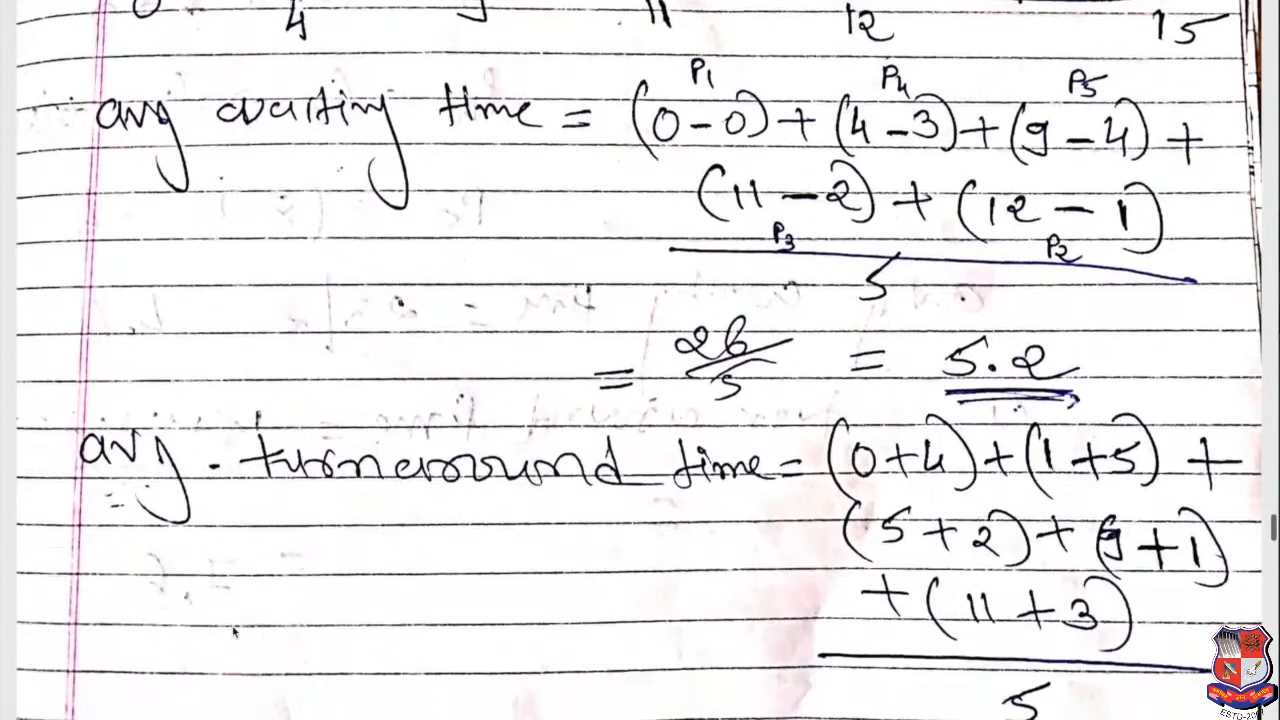 0 4 9 11 12 15
P1 P4 P5
avg waiting time = (0-0) + (4-3) + (9-4) +
(11-2) + (12-1)
P3 P2
5
= 26/5 = 5.2
avg. turnaround time = (0+4) + (1+5) +
(5+2) + (9+1)
+ (11+3)
5